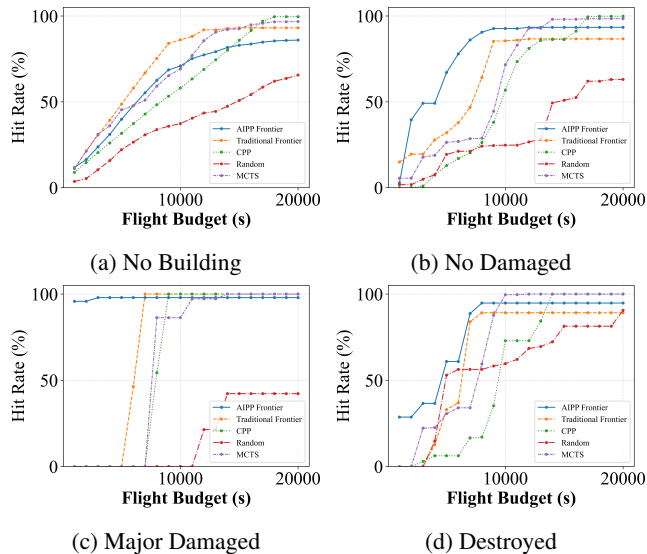 100
50
0
Hit Rate (%)
10000
20000
Flight Budget (s)
AIPP Frontier
Traditional Frontier
CPP
Random
MCTS
(a) No Building
100
50
0
Hit Rate (%)
10000
20000
Flight Budget (s)
AIPP Frontier
Traditional Frontier
CPP
Random
MCTS
(b) No Damaged
100
50
0
Hit Rate (%)
10000
20000
Flight Budget (s)
AIPP Frontier
Traditional Frontier
CPP
Random
MCTS
(c) Major Damaged
100
50
0
Hit Rate (%)
10000
20000
Flight Budget (s)
AIPP Frontier
Traditional Frontier
CPP
Random
MCTS
(d) Destroyed